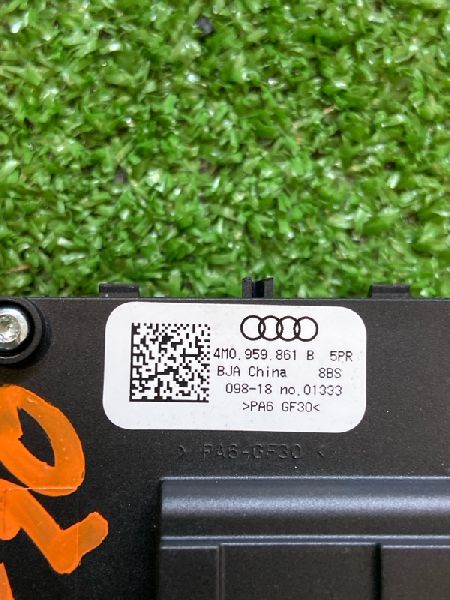 4M0.959.861 B 5PR
BJA China 8BS
098-18 no.01333
>PA6 GF30<
> PA6-GF30 <